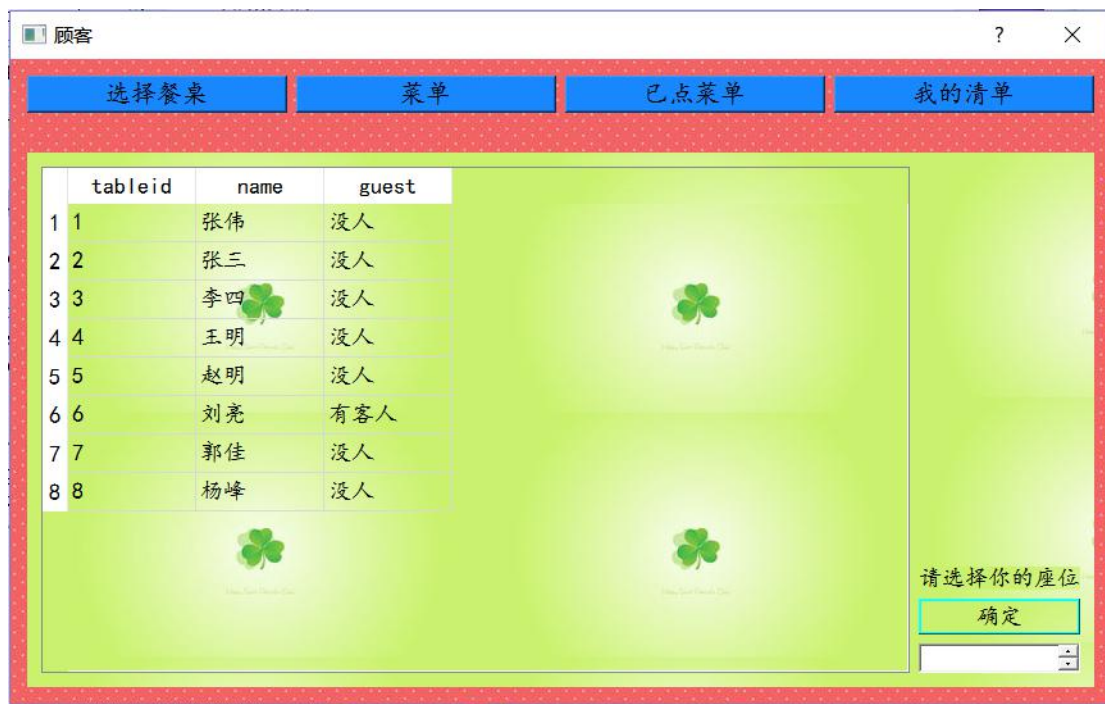 顾客 ?
选择餐桌 菜单 已点菜单 我的清单
tableid name guest
1 1 张伟 没人
2 2 张三 没人
3 3 李四 没人
4 4 王明 没人
5 5 赵明 没人
6 6 刘亮 有客人
7 7 郭佳 没人
8 8 杨峰 没人
请选择你的座位
确定